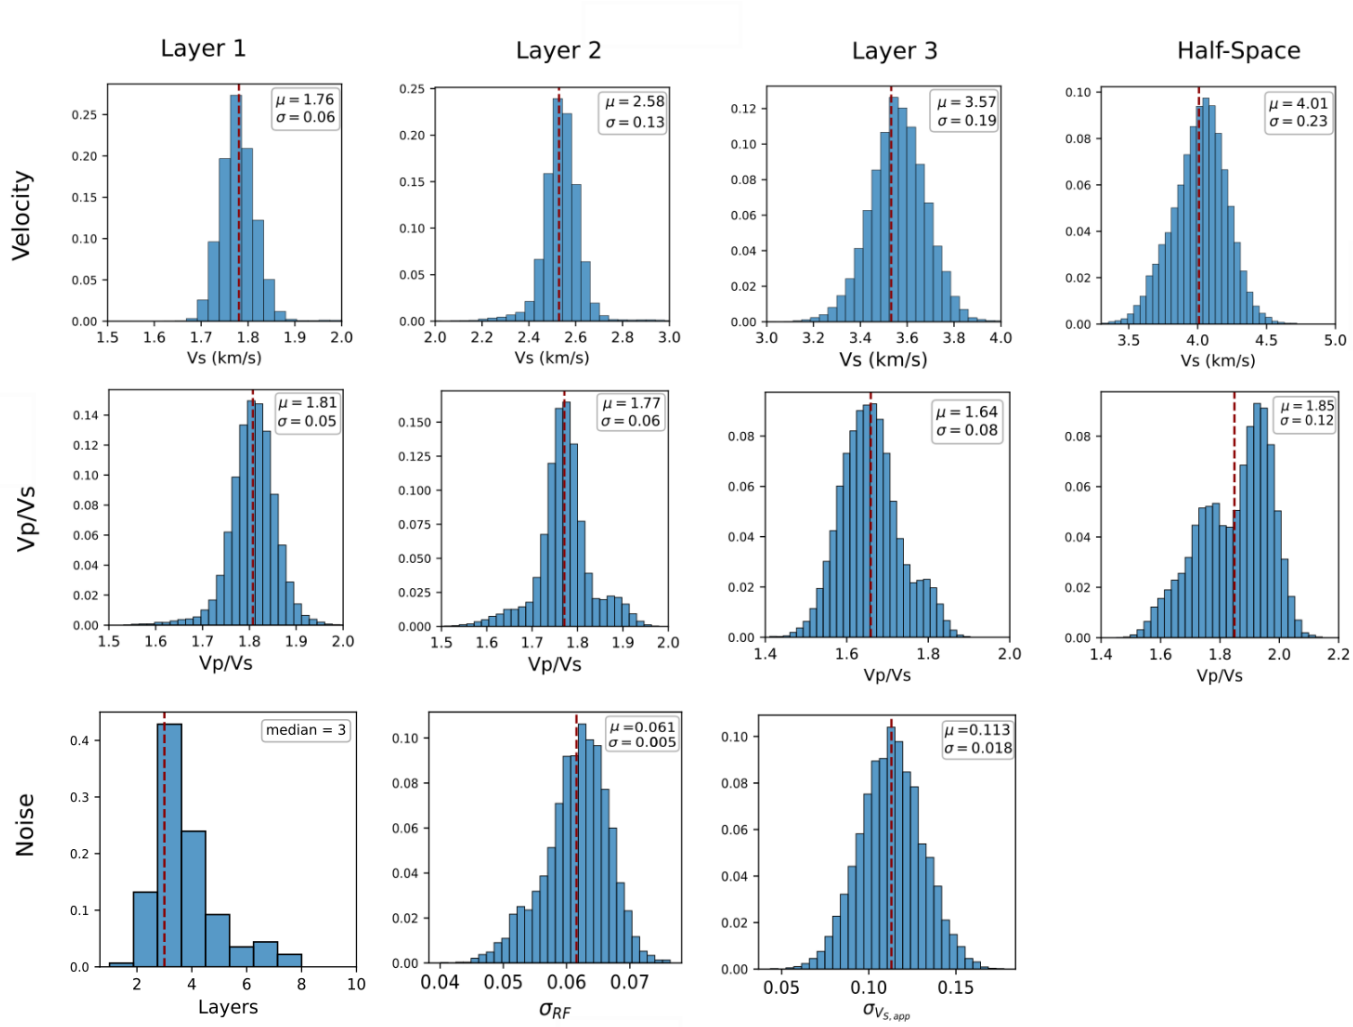 Layer 1
Layer 2
Layer 3
Half-Space
Velocity
0.25
0.20
0.15
0.10
0.05
0.00
μ = 1.76
σ = 0.06
1.5 1.6 1.7 1.8 1.9 2.0
Vs (km/s)
0.25
0.20
0.15
0.10
0.05
0.00
μ = 2.58
σ = 0.13
2.0 2.2 2.4 2.6 2.8 3.0
Vs (km/s)
0.12
0.10
0.08
0.06
0.04
0.02
0.00
μ = 3.57
σ = 0.19
3.0 3.2 3.4 3.6 3.8 4.0
Vs (km/s)
0.10
0.08
0.06
0.04
0.02
0.00
μ = 4.01
σ = 0.23
3.5 4.0 4.5 5.0
Vs (km/s)
Vp/Vs
0.14
0.12
0.10
0.08
0.06
0.04
0.02
0.00
μ = 1.81
σ = 0.05
1.5 1.6 1.7 1.8 1.9 2.0
Vp/Vs
0.150
0.125
0.100
0.075
0.050
0.025
0.000
μ = 1.77
σ = 0.06
1.5 1.6 1.7 1.8 1.9 2.0
Vp/Vs
0.08
0.06
0.04
0.02
0.00
μ = 1.64
σ = 0.08
1.4 1.6 1.8 2.0
Vp/Vs
0.08
0.06
0.04
0.02
0.00
μ = 1.85
σ = 0.12
1.4 1.6 1.8 2.0 2.2
Vp/Vs
Noise
0.4
0.3
0.2
0.1
0.0
median = 3
2 4 6 8 10
Layers
0.10
0.08
0.06
0.04
0.02
0.00
μ =0.061
σ = 0.005
0.04 0.05 0.06 0.07
σRF
0.10
0.08
0.06
0.04
0.02
0.00
μ =0.113
σ = 0.018
0.05 0.10 0.15
σVS,app